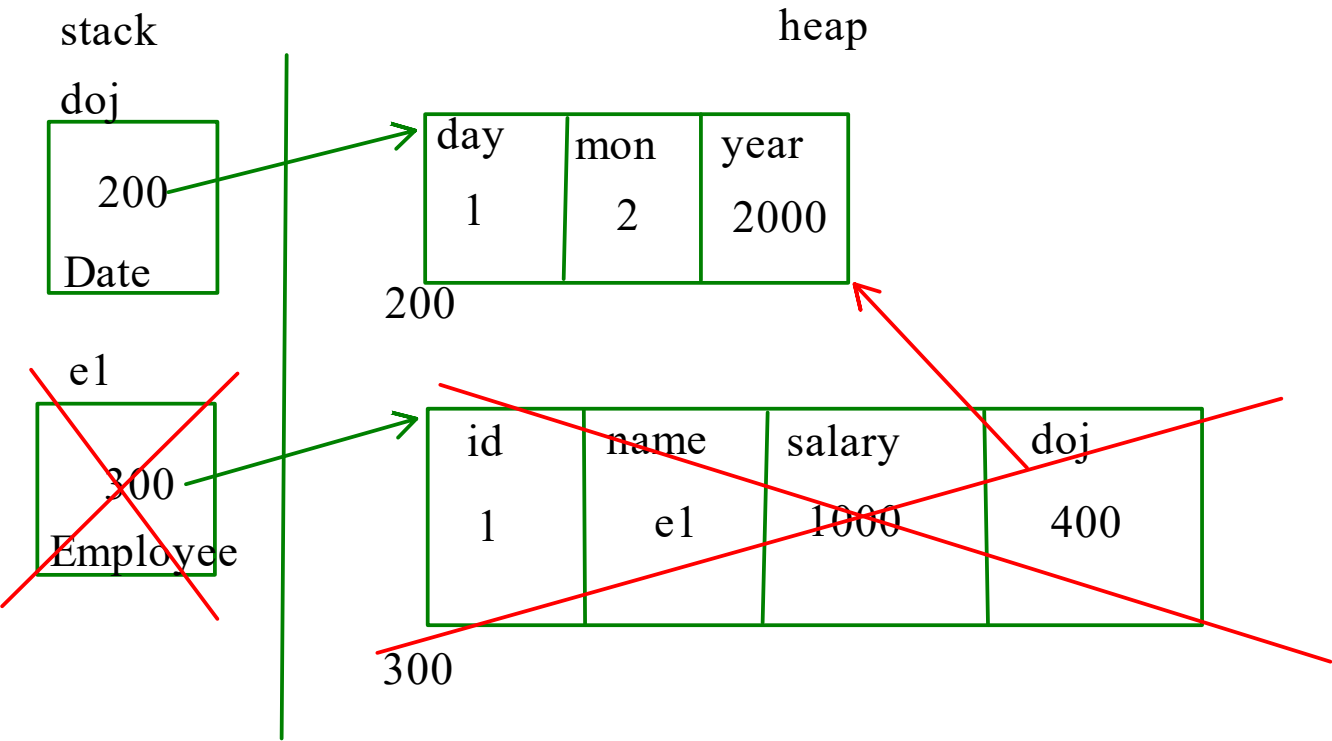 stack
heap
doj
200
Date
day mon year
1 2 2000
200
e1
300
Employee
id name salary doj
1 e1 1000 400
300